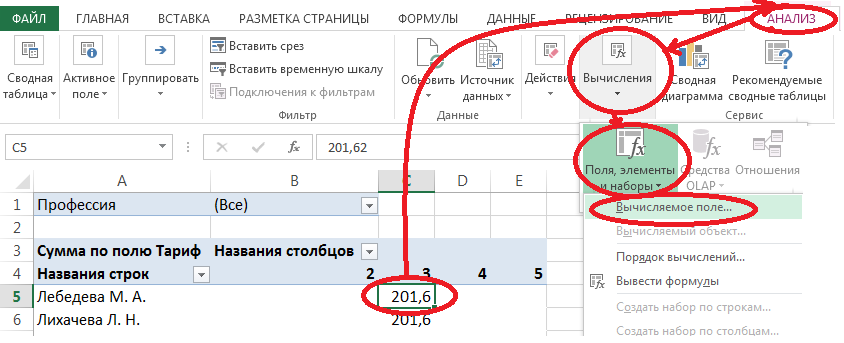 ФАЙЛ ГЛАВНАЯ ВСТАВКА РАЗМЕТКА СТРАНИЦЫ ФОРМУЛЫ ДАННЫЕ РЕЦЕНЗИРОВАНИЕ ВИД АНАЛИЗ
Сводная таблица
Активное поле
Группировать
Вставить срез
Вставить временную шкалу
Подключения к фильтрам
Фильтр
Обновить
Источник данных
Данные
Действия
Вычисления
Сводная диаграмма
Рекомендуемые сводные таблицы
Сервис
C5 fx 201,62
Поля, элементы и наборы
Средства OLAP
Отношения
Вычисляемое поле...
Вычисляемый объект...
Порядок вычислений...
Вывести формулы
Создать набор по строкам...
Создать набор по столбцам...
A B C D E
1 Профессия (Все)
2
3 Сумма по полю Тариф Названия столбцов
4 Названия строк 2 3 4 5
5 Лебедева М. А. 201,6
6 Лихачева Л. Н. 201,6